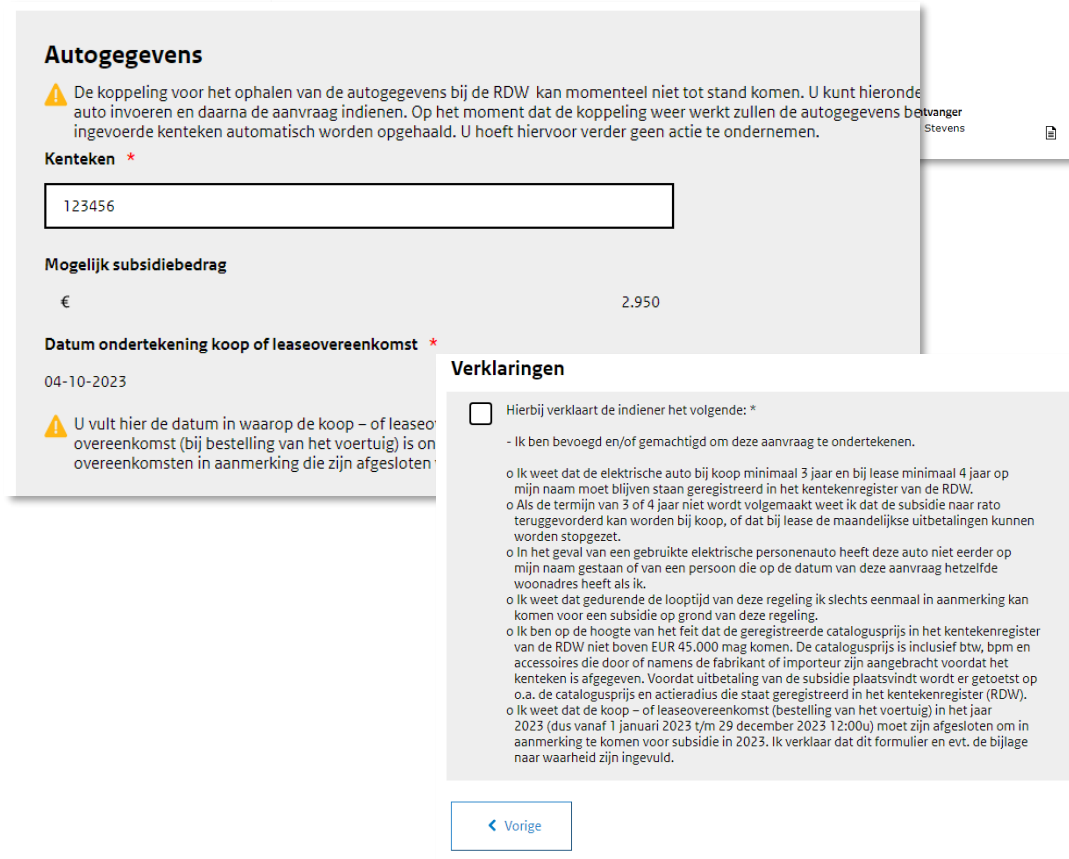 Autogegevens
De koppeling voor het ophalen van de autogegevens bij de RDW kan momenteel niet tot stand komen. U kunt hieronde
auto invoeren en daarna de aanvraag indienen. Op het moment dat de koppeling weer werkt zullen de autogegevens be
ingevoerde kenteken automatisch worden opgehaald. U hoeft hiervoor verder geen actie te ondernemen.
tvanger
Stevens
Kenteken *
123456
Mogelijk subsidiebedrag
€ 2.950
Datum ondertekening koop of leaseovereenkomst *
04-10-2023
U vult hier de datum in waarop de koop – of leaseo
overeenkomst (bij bestelling van het voertuig) is on
overeenkomsten in aanmerking die zijn afgesloten
Verklaringen
Hierbij verklaart de indiener het volgende: *
- Ik ben bevoegd en/of gemachtigd om deze aanvraag te ondertekenen.
o Ik weet dat de elektrische auto bij koop minimaal 3 jaar en bij lease minimaal 4 jaar op
mijn naam moet blijven staan geregistreerd in het kentekenregister van de RDW.
o Als de termijn van 3 of 4 jaar niet wordt volgemaakt weet ik dat de subsidie naar rato
teruggevorderd kan worden bij koop, of dat bij lease de maandelijkse uitbetalingen kunnen
worden stopgezet.
o In het geval van een gebruikte elektrische personenauto heeft deze auto niet eerder op
mijn naam gestaan of van een persoon die op de datum van deze aanvraag hetzelfde
woonadres heeft als ik.
o Ik weet dat gedurende de looptijd van deze regeling ik slechts eenmaal in aanmerking kan
komen voor een subsidie op grond van deze regeling.
o Ik ben op de hoogte van het feit dat de geregistreerde catalogusprijs in het kentekenregister
van de RDW niet boven EUR 45.000 mag komen. De catalogusprijs is inclusief btw, bpm en
accessoires die door of namens de fabrikant of importeur zijn aangebracht voordat het
kenteken is afgegeven. Voordat uitbetaling van de subsidie plaatsvindt wordt er getoetst op
o.a. de catalogusprijs en actieradius die staat geregistreerd in het kentekenregister (RDW).
o Ik weet dat de koop – of leaseovereenkomst (bestelling van het voertuig) in het jaar
2023 (dus vanaf 1 januari 2023 t/m 29 december 2023 12:00u) moet zijn afgesloten om in
aanmerking te komen voor subsidie in 2023. Ik verklaar dat dit formulier en evt. de bijlage
naar waarheid zijn ingevuld.
Vorige